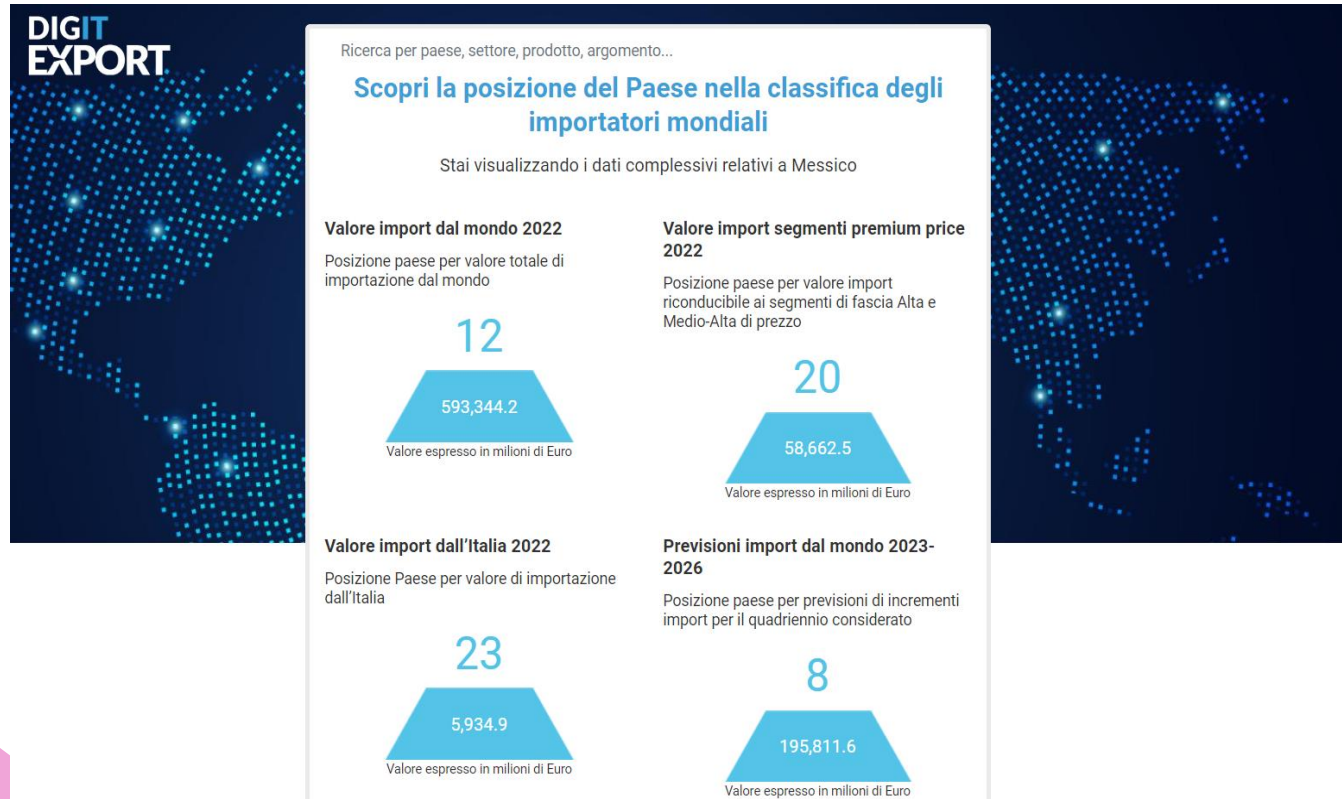 DIGIT
EXPORT
Ricerca per paese, settore, prodotto, argomento...
Scopri la posizione del Paese nella classifica degli
importatori mondiali
Stai visualizzando i dati complessivi relativi a Messico
Valore import dal mondo 2022
Posizione paese per valore totale di
importazione dal mondo
12
593,344.2
Valore espresso in milioni di Euro
Valore import segmenti premium price
2022
Posizione paese per valore import
riconducibile ai segmenti di fascia Alta e
Medio-Alta di prezzo
20
58,662.5
Valore espresso in milioni di Euro
Valore import dall'Italia 2022
Posizione Paese per valore di importazione
dall'Italia
23
5,934.9
Valore espresso in milioni di Euro
Previsioni import dal mondo 2023-
2026
Posizione paese per previsioni di incrementi
import per il quadriennio considerato
8
195,811.6
Valore espresso in milioni di Euro